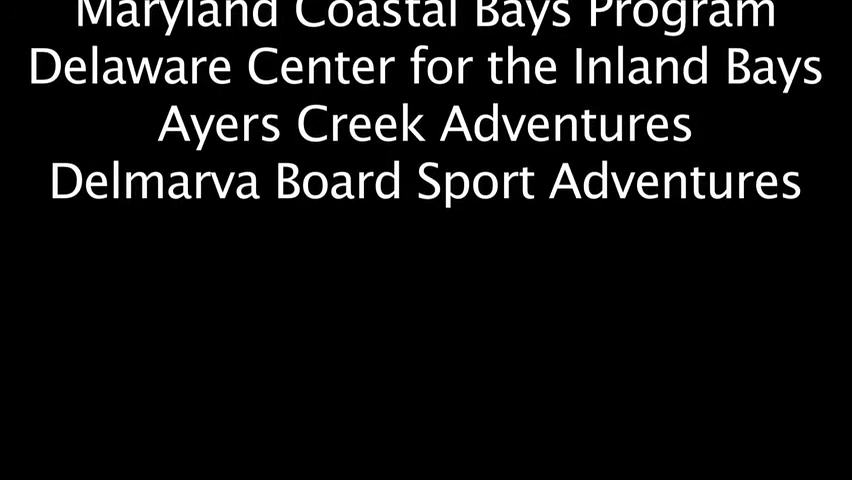 Maryland Coastal Bays Program
Delaware Center for the Inland Bays
Ayers Creek Adventures
Delmarva Board Sport Adventures